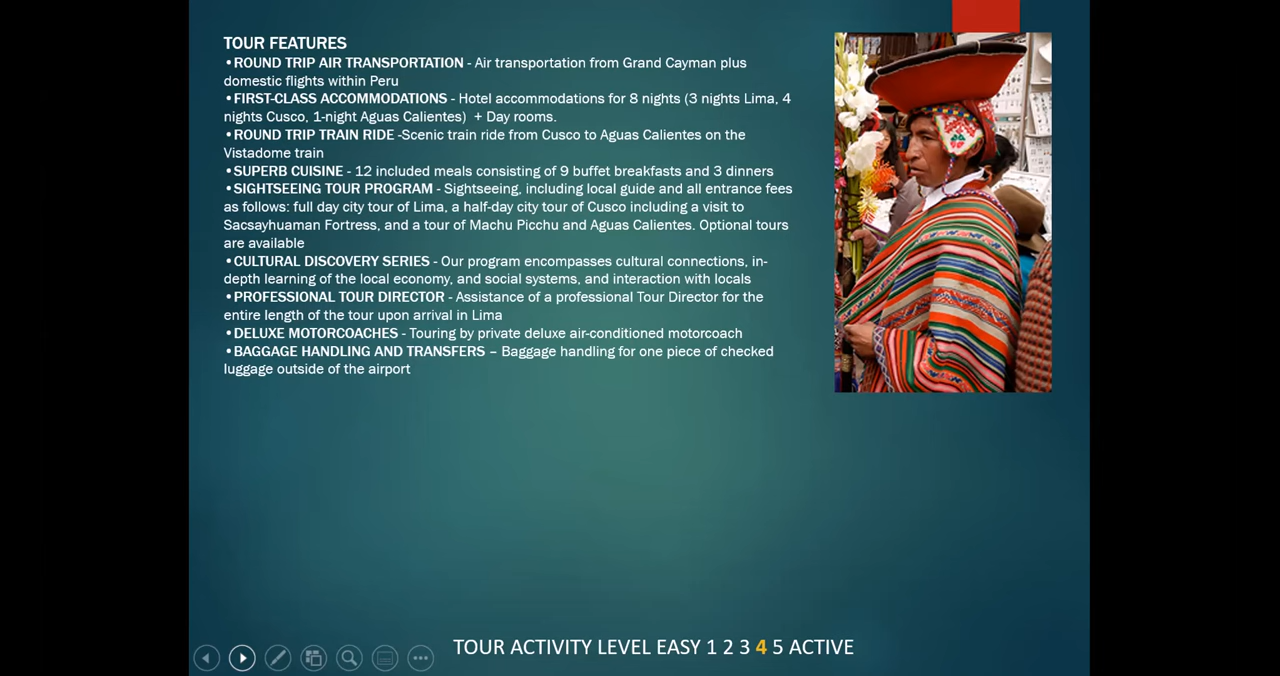 TOUR FEATURES
•ROUND TRIP AIR TRANSPORTATION - Air transportation from Grand Cayman plus
domestic flights within Peru
•FIRST-CLASS ACCOMMODATIONS - Hotel accommodations for 8 nights (3 nights Lima, 4
nights Cusco, 1-night Aguas Calientes) + Day rooms.
•ROUND TRIP TRAIN RIDE -Scenic train ride from Cusco to Aguas Calientes on the
Vistadome train
•SUPERB CUISINE - 12 included meals consisting of 9 buffet breakfasts and 3 dinners
•SIGHTSEEING TOUR PROGRAM - Sightseeing, including local guide and all entrance fees
as follows: full day city tour of Lima, a half-day city tour of Cusco including a visit to
Sacsayhuaman Fortress, and a tour of Machu Picchu and Aguas Calientes. Optional tours
are available
•CULTURAL DISCOVERY SERIES - Our program encompasses cultural connections, in-
depth learning of the local economy, and social systems, and interaction with locals
•PROFESSIONAL TOUR DIRECTOR - Assistance of a professional Tour Director for the
entire length of the tour upon arrival in Lima
•DELUXE MOTORCOACHES - Touring by private deluxe air-conditioned motorcoach
•BAGGAGE HANDLING AND TRANSFERS – Baggage handling for one piece of checked
luggage outside of the airport
TOUR ACTIVITY LEVEL EASY 1 2 3 4 5 ACTIVE